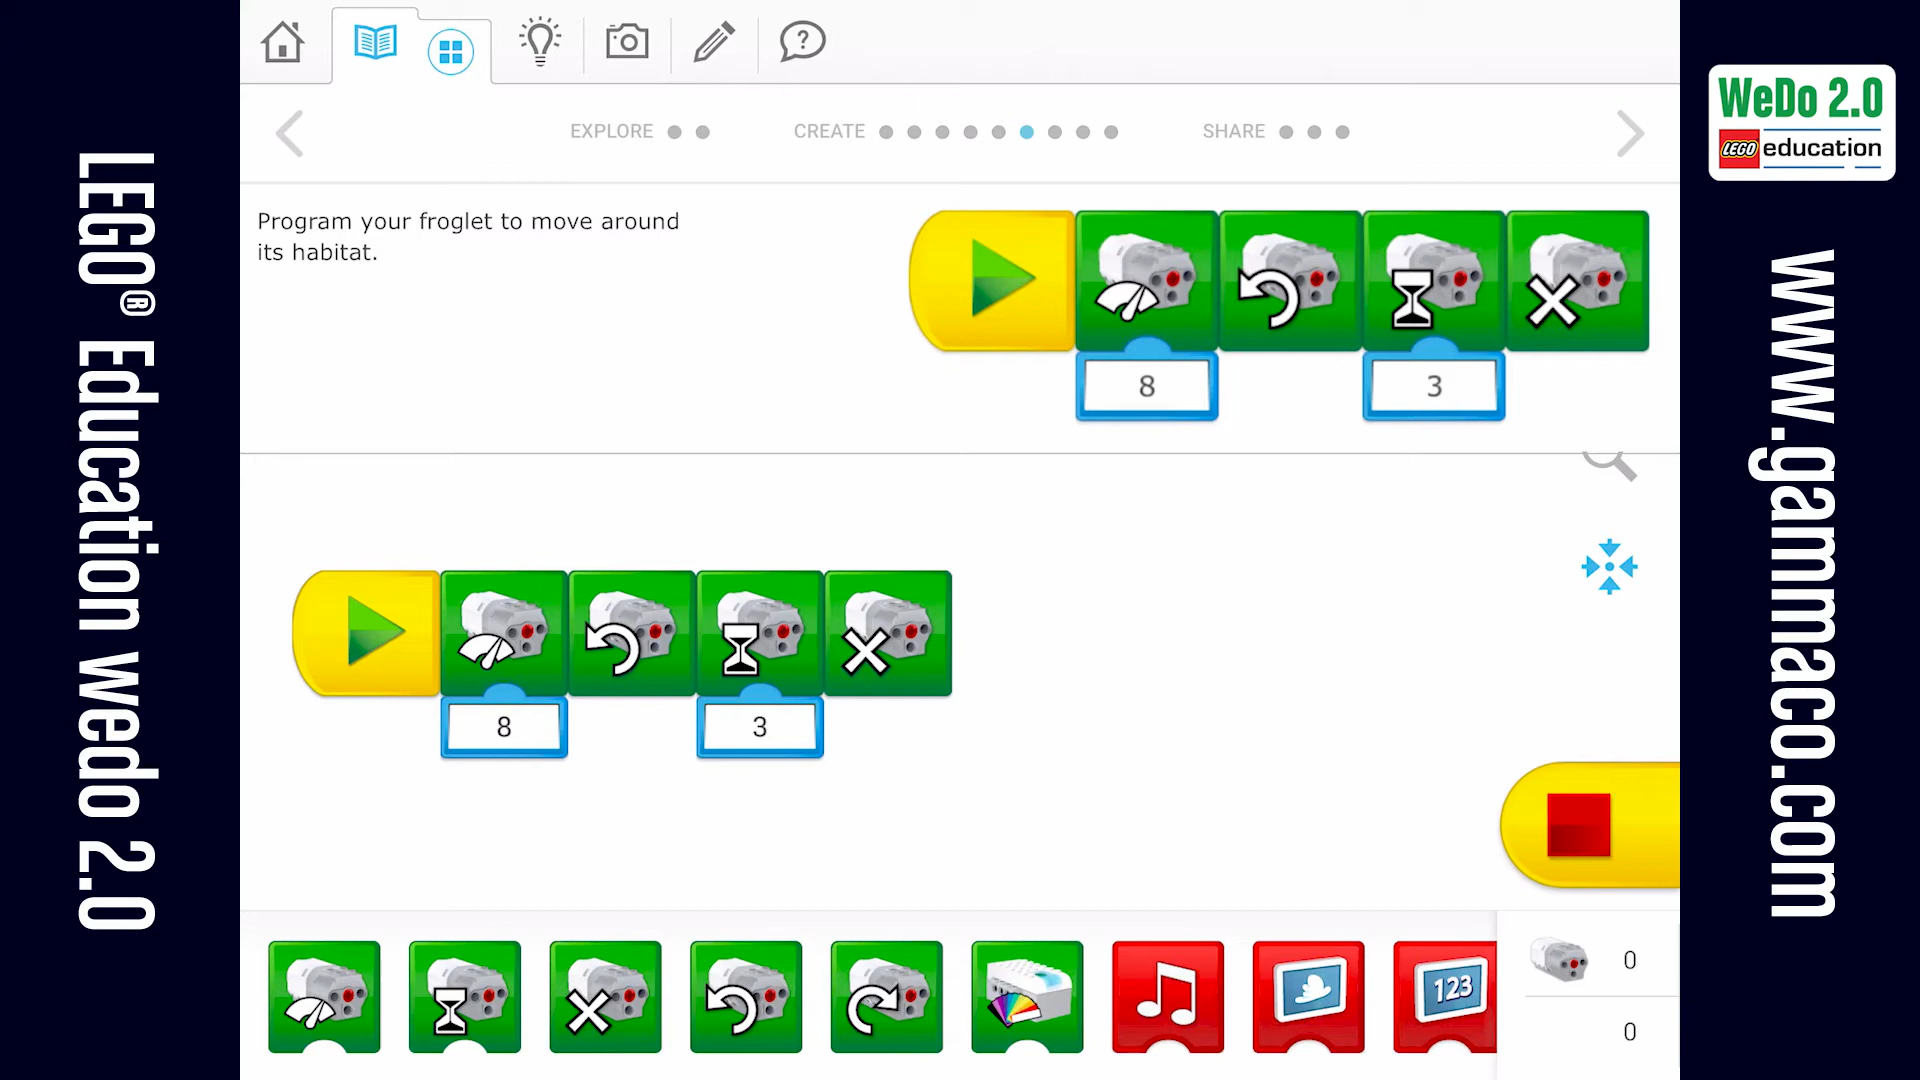 LEGO® Education Wedo 2.0
EXPLORE
CREATE
SHARE
WeDo 2.0
LEGO education
Program your froglet to move around
its habitat.
8
3
8
3
www.gammaco.com
123
0
0